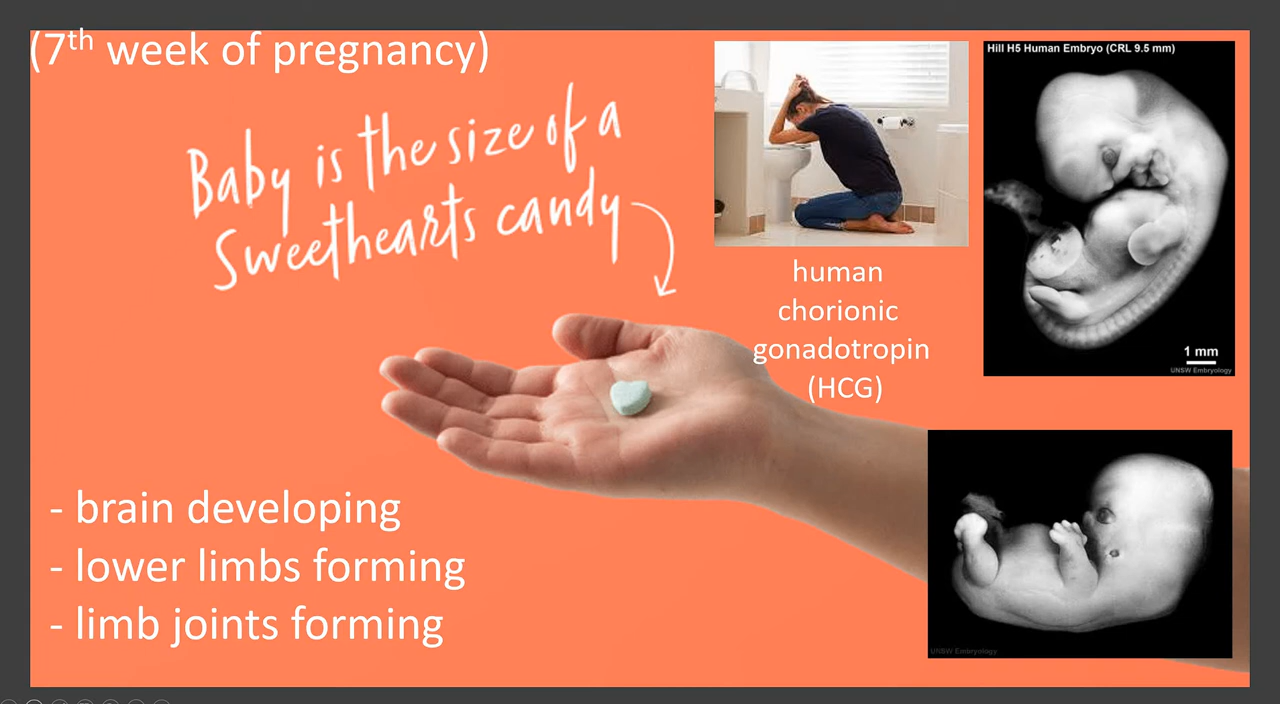 (7th week of pregnancy)
Baby is the size of a
Sweethearts candy
human
chorionic
gonadotropin
(HCG)
Hill H5 Human Embryo (CRL 9.5 mm)
1 mm
UNSW Embryology
- brain developing
- lower limbs forming
- limb joints forming
UNSW Embryology